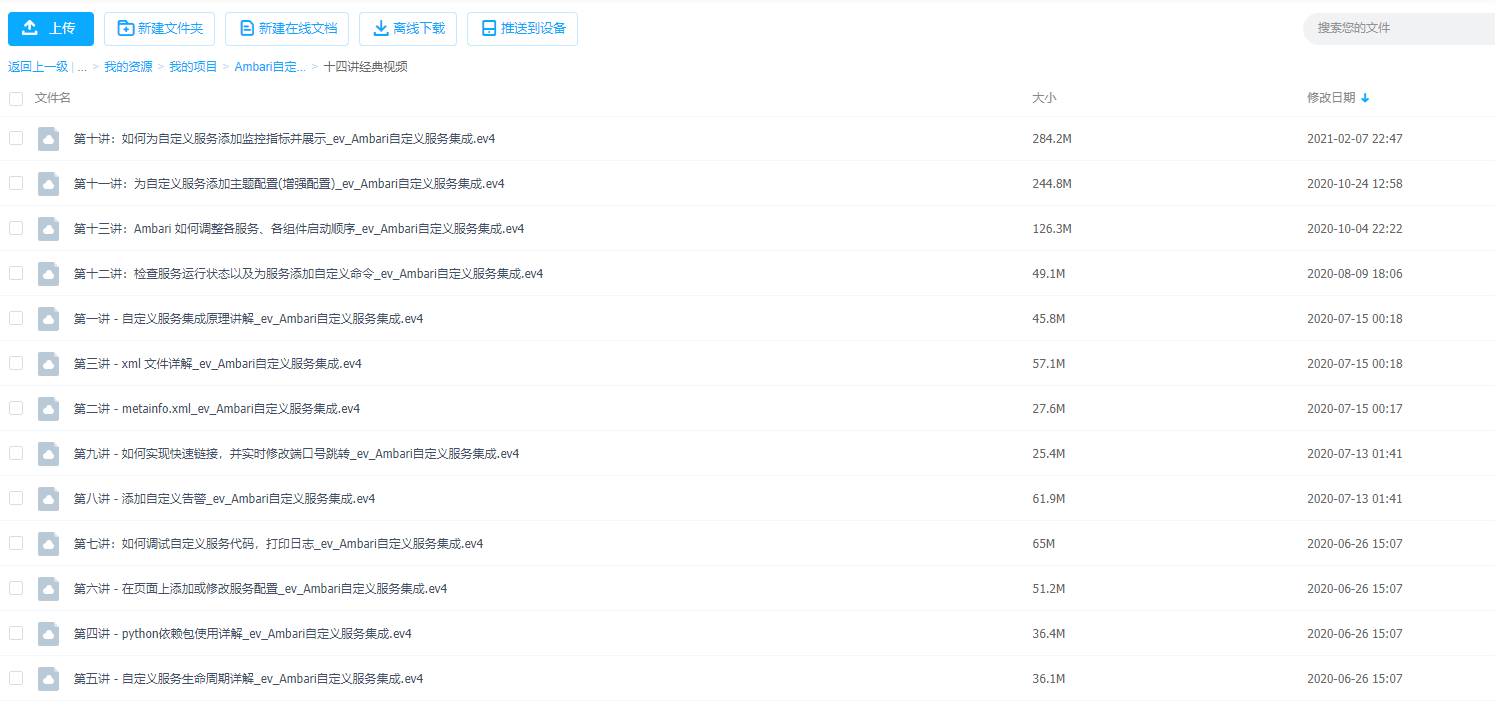 上传 新建文件夹 新建在线文档 离线下载 推送到设备 搜索您的文件
返回上一级 | ... > 我的资源 > 我的项目 > Ambari自定... > 十四讲经典视频
文件名 大小 修改日期
第十讲：如何为自定义服务添加监控指标并展示_ev_Ambari自定义服务集成.ev4 284.2M 2021-02-07 22:47
第十一讲：为自定义服务添加主题配置(增强配置)_ev_Ambari自定义服务集成.ev4 244.8M 2020-10-24 12:58
第十三讲：Ambari 如何调整各服务、各组件启动顺序_ev_Ambari自定义服务集成.ev4 126.3M 2020-10-04 22:22
第十二讲：检查服务运行状态以及为服务添加自定义命令_ev_Ambari自定义服务集成.ev4 49.1M 2020-08-09 18:06
第一讲 - 自定义服务集成原理讲解_ev_Ambari自定义服务集成.ev4 45.8M 2020-07-15 00:18
第三讲 - xml 文件详解_ev_Ambari自定义服务集成.ev4 57.1M 2020-07-15 00:18
第二讲 - metainfo.xml_ev_Ambari自定义服务集成.ev4 27.6M 2020-07-15 00:17
第九讲 - 如何实现快速链接，并实时修改端口号跳转_ev_Ambari自定义服务集成.ev4 25.4M 2020-07-13 01:41
第八讲 - 添加自定义告警_ev_Ambari自定义服务集成.ev4 61.9M 2020-07-13 01:41
第七讲：如何调试自定义服务代码，打印日志_ev_Ambari自定义服务集成.ev4 65M 2020-06-26 15:07
第六讲 - 在页面上添加或修改服务配置_ev_Ambari自定义服务集成.ev4 51.2M 2020-06-26 15:07
第四讲 - python依赖包使用详解_ev_Ambari自定义服务集成.ev4 36.4M 2020-06-26 15:07
第五讲 - 自定义服务生命周期详解_ev_Ambari自定义服务集成.ev4 36.1M 2020-06-26 15:07